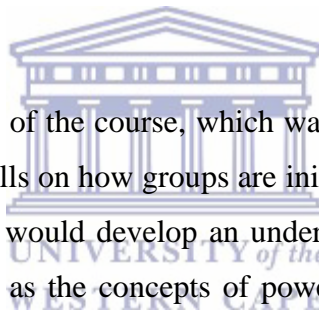 of the course, which wa
lls on how groups are ini
would develop an under
UNIVERSITY of the
as the concepts of powe
WESTERN CAPE